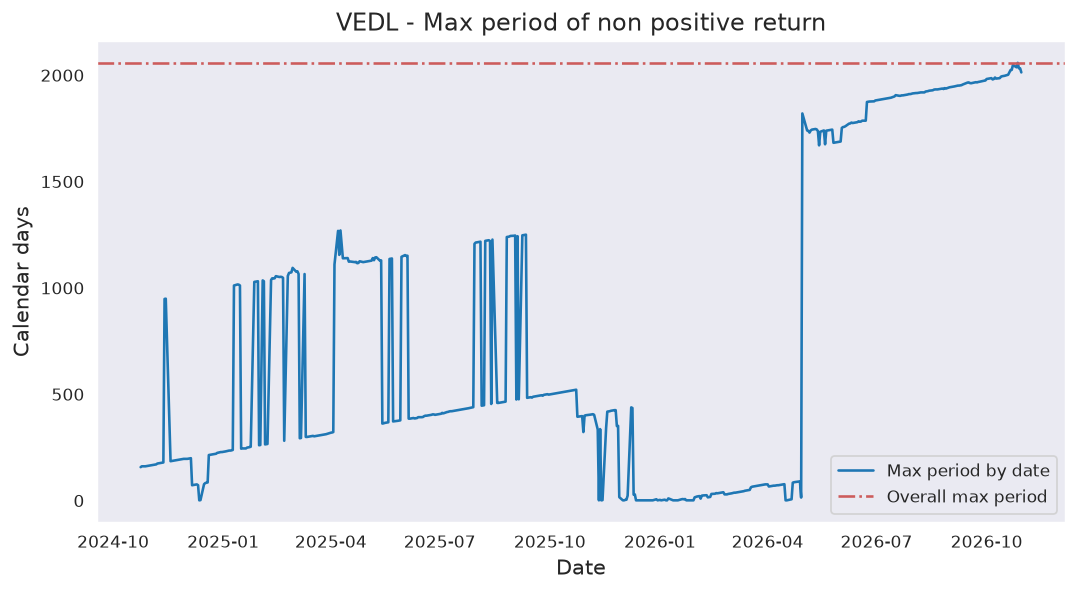 VEDL - Max period of non positive return
Calendar days
2000
1500
1000
500
0
Max period by date
Overall max period
2024-10 2025-01 2025-04 2025-07 2025-10 2026-01 2026-04 2026-07 2026-10
Date